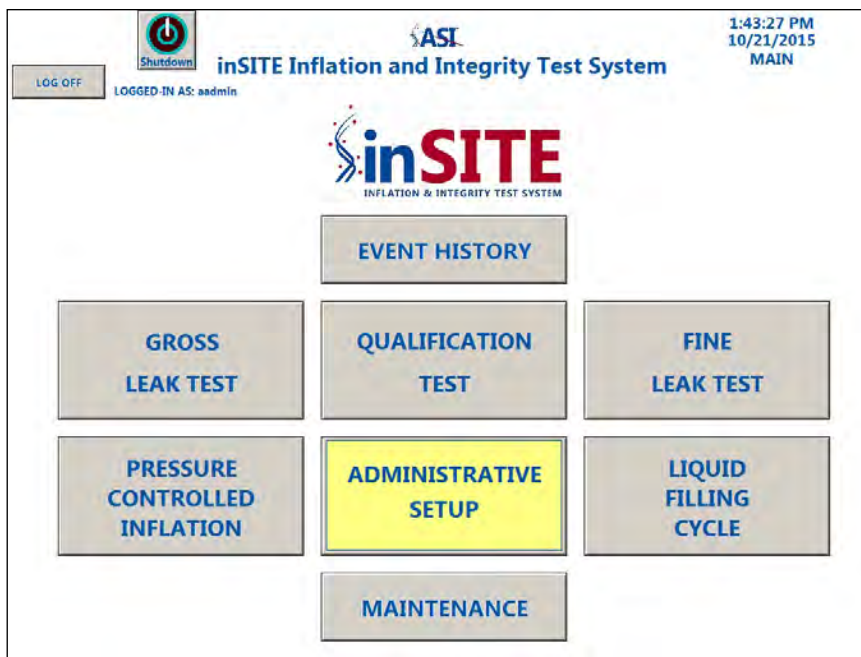 Shutdown
LOG OFF
LOGGED-IN AS: aadmin
ASI
inSITE Inflation and Integrity Test System
1:43:27 PM
10/21/2015
MAIN
inSITE
INFLATION & INTEGRITY TEST SYSTEM
EVENT HISTORY
GROSS
LEAK TEST
QUALIFICATION
TEST
FINE
LEAK TEST
PRESSURE
CONTROLLED
INFLATION
ADMINISTRATIVE
SETUP
LIQUID
FILLING
CYCLE
MAINTENANCE